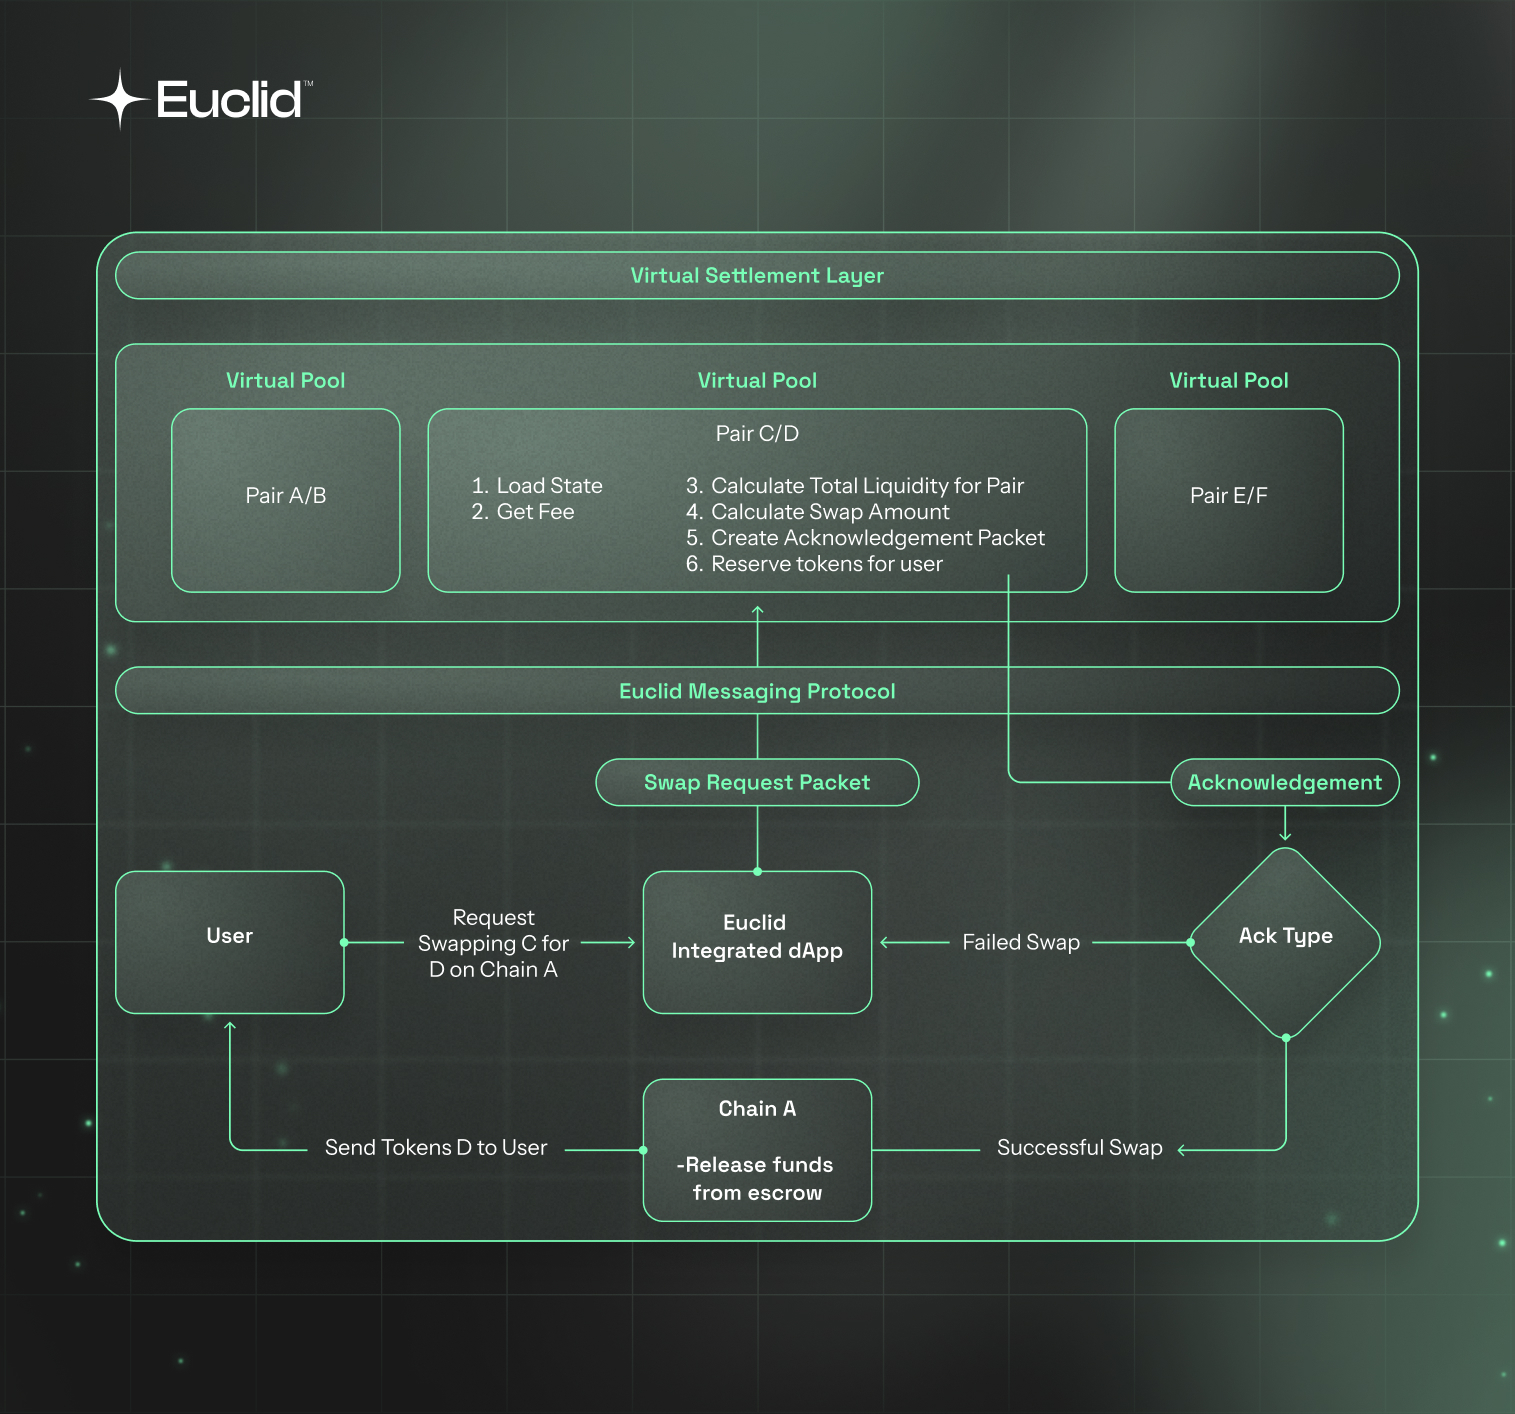 Euclid™
Virtual Settlement Layer
Virtual Pool
Pair A/B
Virtual Pool
Pair C/D
1. Load State
2. Get Fee
3. Calculate Total Liquidity for Pair
4. Calculate Swap Amount
5. Create Acknowledgement Packet
6. Reserve tokens for user
Virtual Pool
Pair E/F
Euclid Messaging Protocol
Swap Request Packet
Acknowledgement
User
Request
Swapping C for
D on Chain A
Euclid
Integrated dApp
Failed Swap
Ack Type
Send Tokens D to User
Chain A
-Release funds
from escrow
Successful Swap